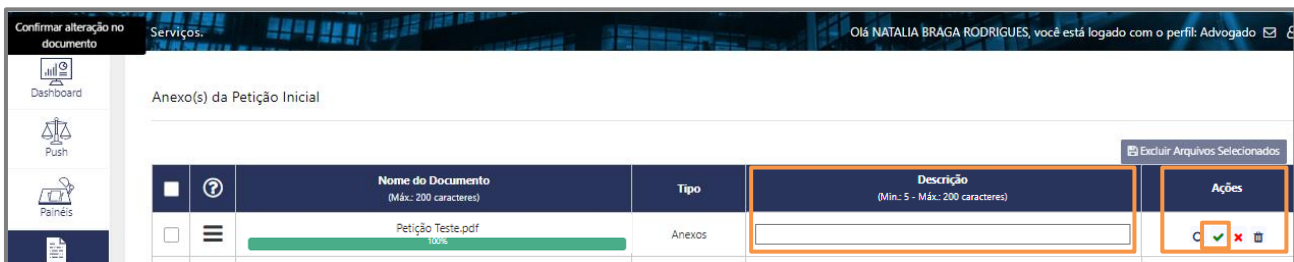 Confirmar alteração no
documento
Serviços.
Olá NATALIA BRAGA RODRIGUES, você está logado com o perfil: Advogado
Dashboard
Push
Painéis
Anexo(s) da Petição Inicial
Excluir Arquivos Selecionados
Nome do Documento
(Máx.: 200 caracteres)
Tipo
Descrição
(Min.: 5 - Máx.: 200 caracteres)
Ações
Petição Teste.pdf
100%
Anexos